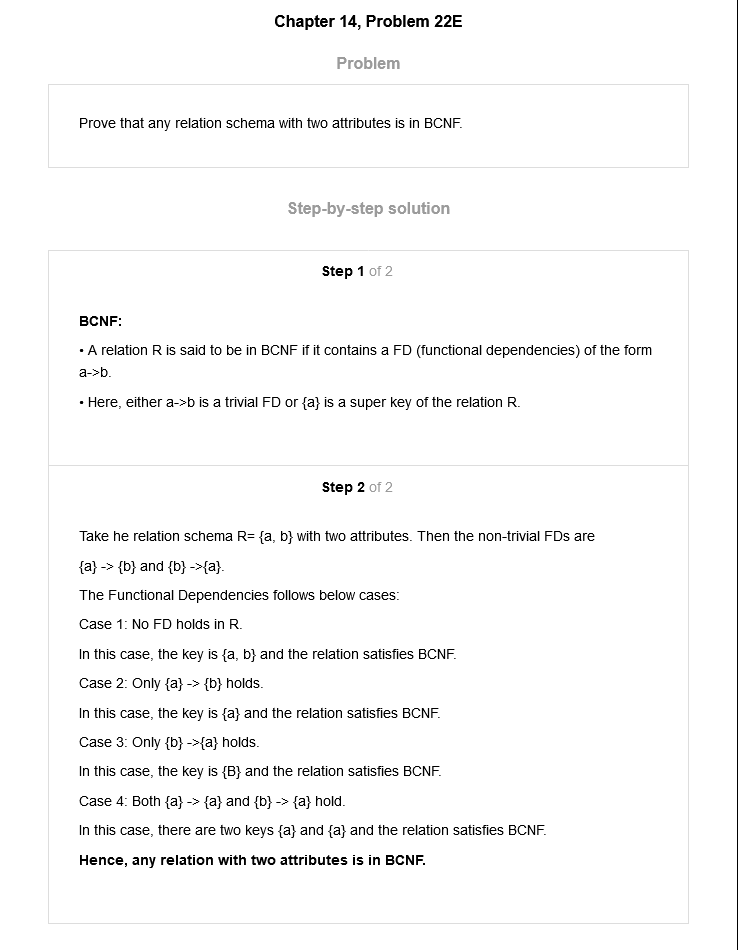 Chapter 14, Problem 22E
Problem
Prove that any relation schema with two attributes is in BCNF.
Step-by-step solution
Step 1 of 2
BCNF:
• A relation R is said to be in BCNF if it contains a FD (functional dependencies) of the form
a->b.
• Here, either a->b is a trivial FD or {a} is a super key of the relation R.
Step 2 of 2
Take he relation schema R= {a, b} with two attributes. Then the non-trivial FDs are
{a} -> {b} and {b} ->{a}.
The Functional Dependencies follows below cases:
Case 1: No FD holds in R.
In this case, the key is {a, b} and the relation satisfies BCNF.
Case 2: Only {a} -> {b} holds.
In this case, the key is {a} and the relation satisfies BCNF.
Case 3: Only {b} ->{a} holds.
In this case, the key is {B} and the relation satisfies BCNF.
Case 4: Both {a} -> {a} and {b} -> {a} hold.
In this case, there are two keys {a} and {a} and the relation satisfies BCNF.
Hence, any relation with two attributes is in BCNF.